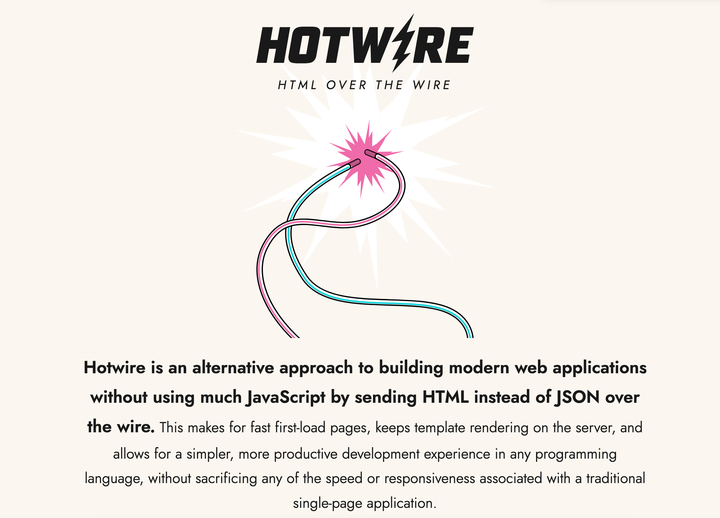 HOTWIRE
HTML OVER THE WIRE
Hotwire is an alternative approach to building modern web applications
without using much JavaScript by sending HTML instead of JSON over
the wire. This makes for fast first-load pages, keeps template rendering on the server, and
allows for a simpler, more productive development experience in any programming
language, without sacrificing any of the speed or responsiveness associated with a traditional
single-page application.